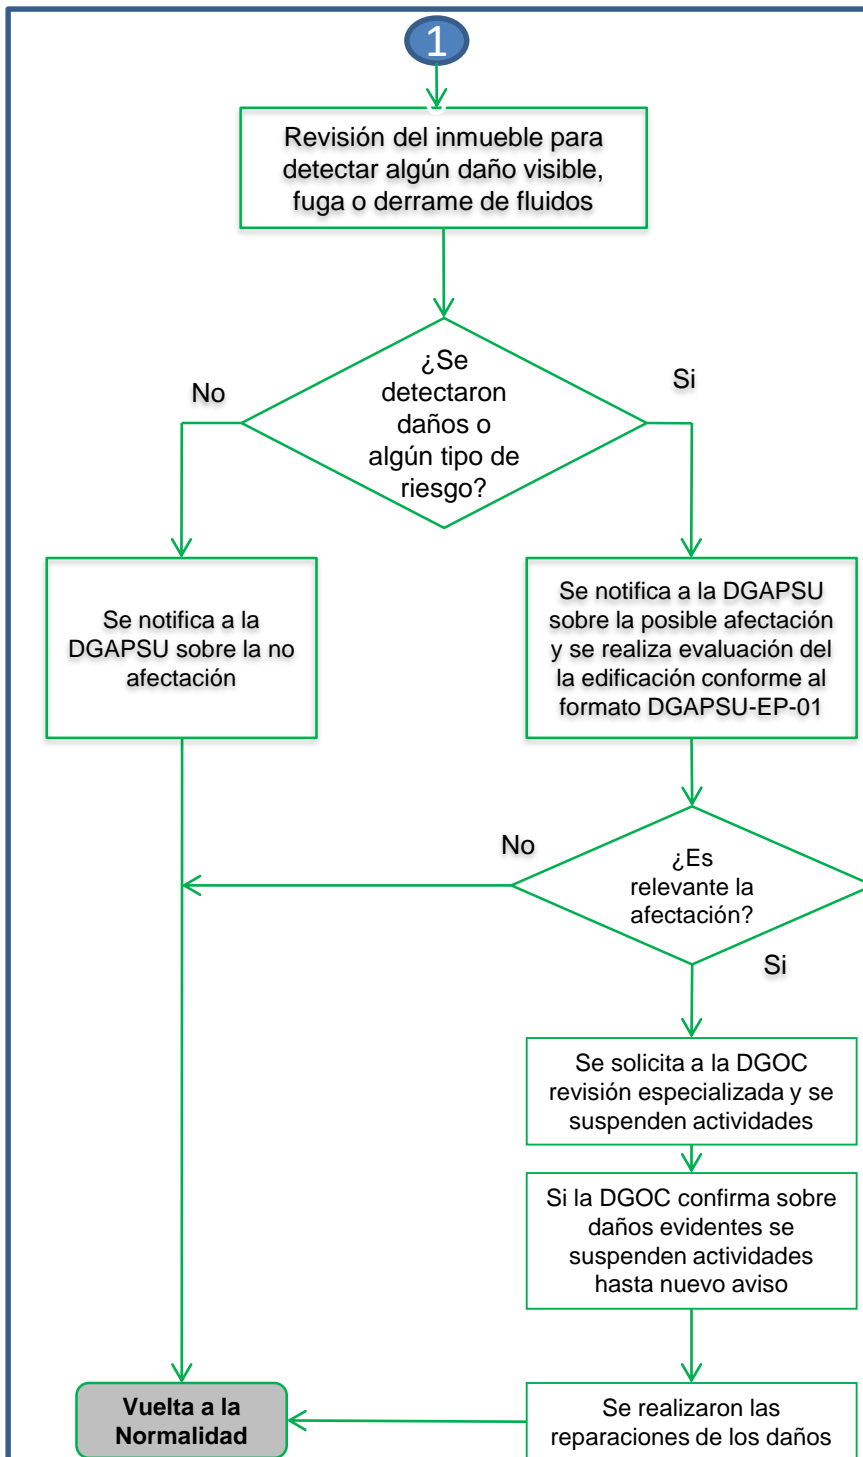 1
Revisión del inmueble para
detectar algún daño visible,
fuga o derrame de fluidos
¿Se
detectaron
daños o
algún tipo de
riesgo?
No
Si
Se notifica a la
DGAPSU sobre la no
afectación
Se notifica a la DGAPSU
sobre la posible afectación
y se realiza evaluación del
la edificación conforme al
formato DGAPSU-EP-01
¿Es
relevante la
afectación?
No
Si
Se solicita a la DGOC
revisión especializada y se
suspenden actividades
Si la DGOC confirma sobre
daños evidentes se
suspenden actividades
hasta nuevo aviso
Se realizaron las
reparaciones de los daños
Vuelta a la
Normalidad